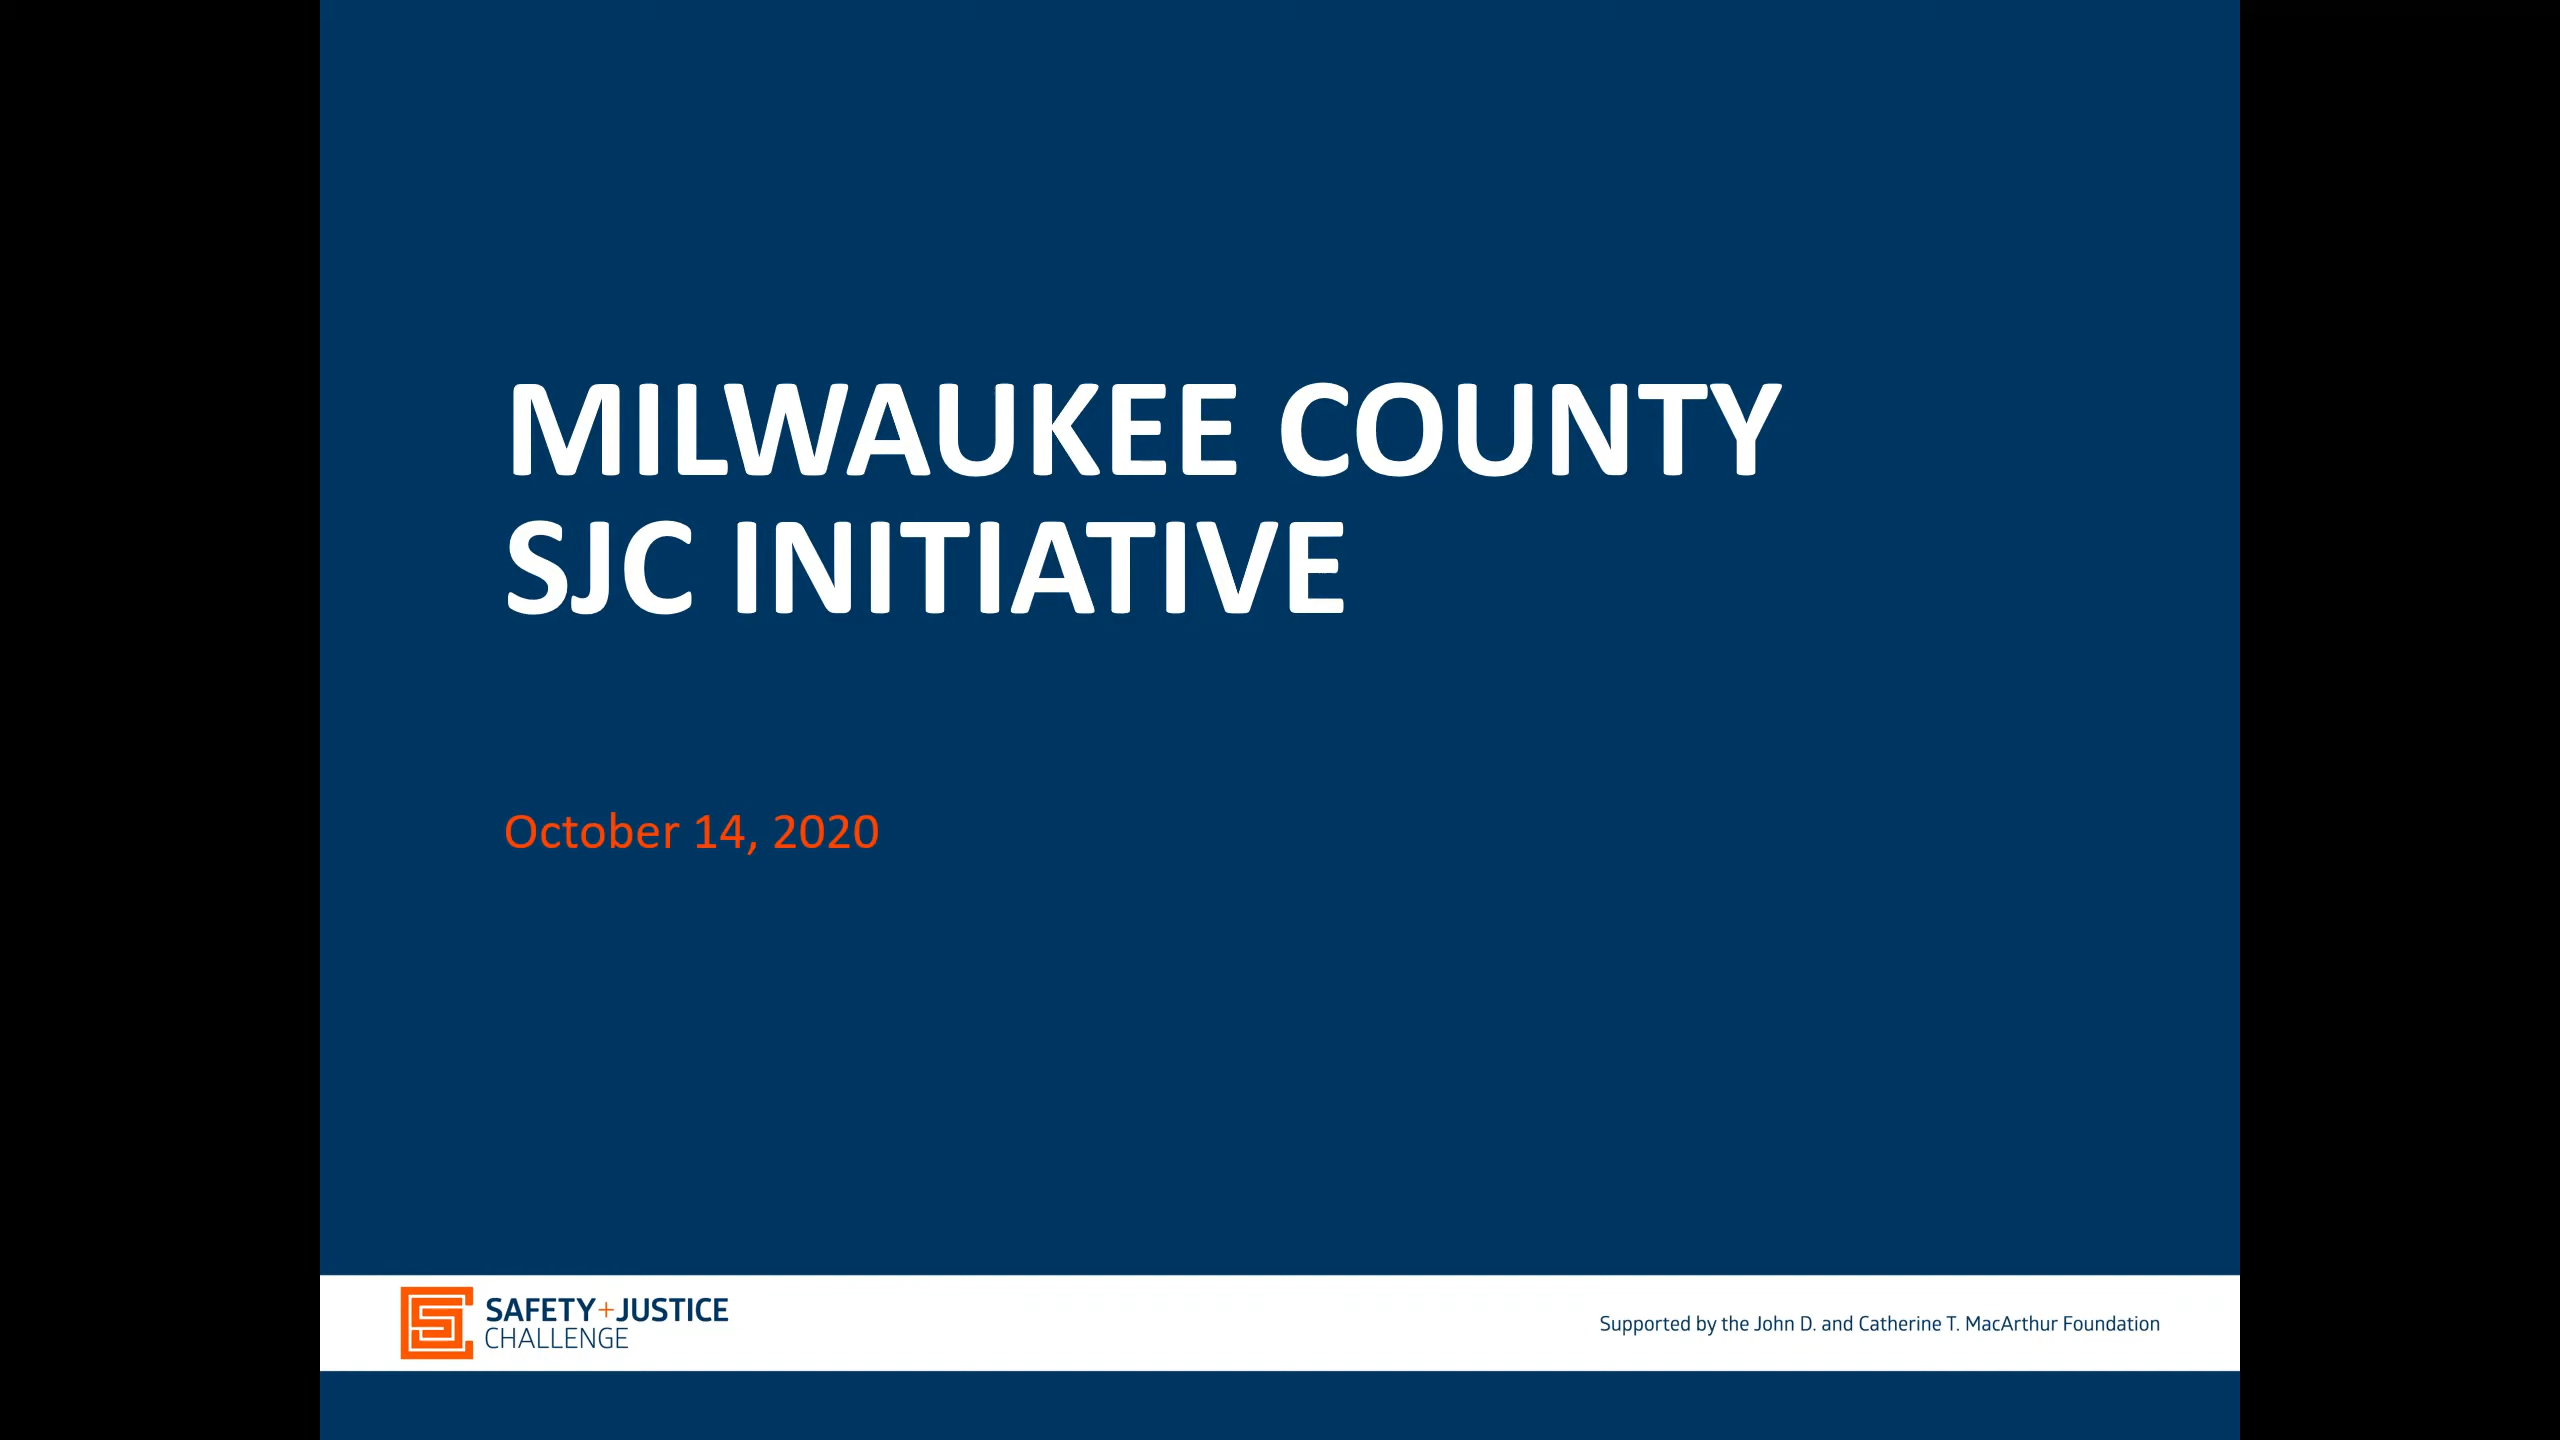 MILWAUKEE COUNTY
SJC INITIATIVE
October 14, 2020
SAFETY+JUSTICE
CHALLENGE
Supported by the John D. and Catherine T. MacArthur Foundation